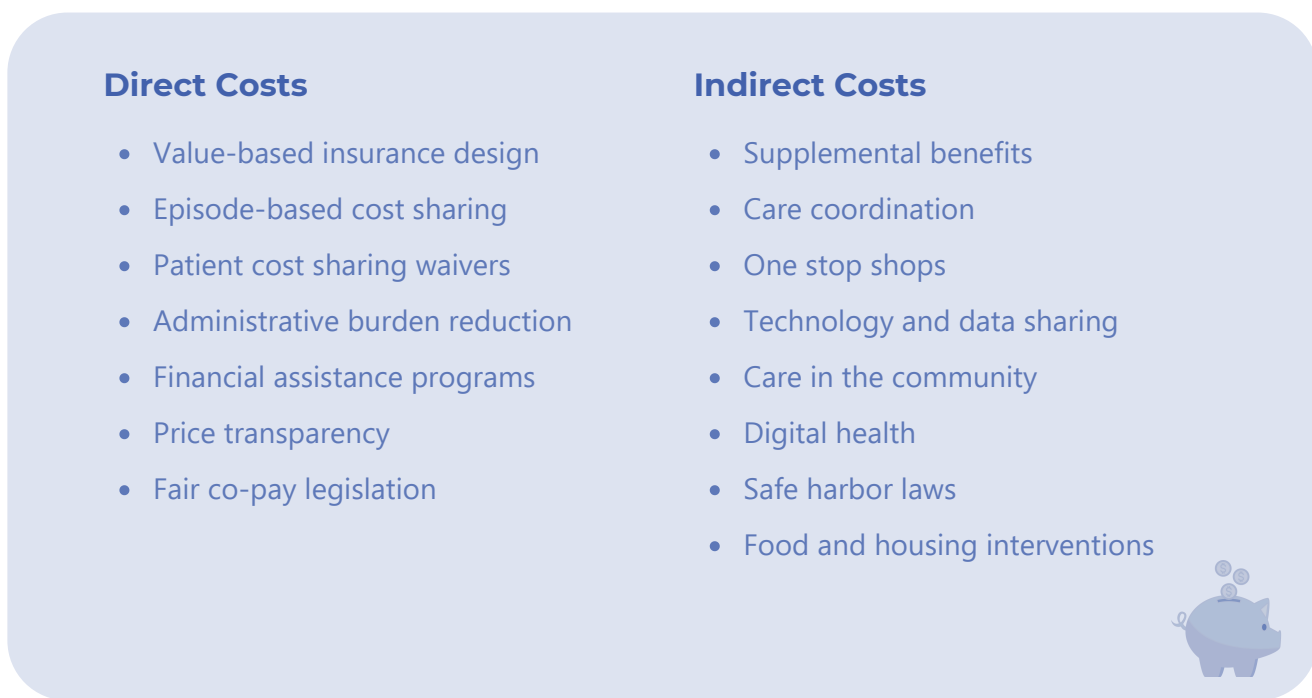 Direct Costs
• Value-based insurance design
• Episode-based cost sharing
• Patient cost sharing waivers
• Administrative burden reduction
• Financial assistance programs
• Price transparency
• Fair co-pay legislation
Indirect Costs
• Supplemental benefits
• Care coordination
• One stop shops
• Technology and data sharing
• Care in the community
• Digital health
• Safe harbor laws
• Food and housing interventions